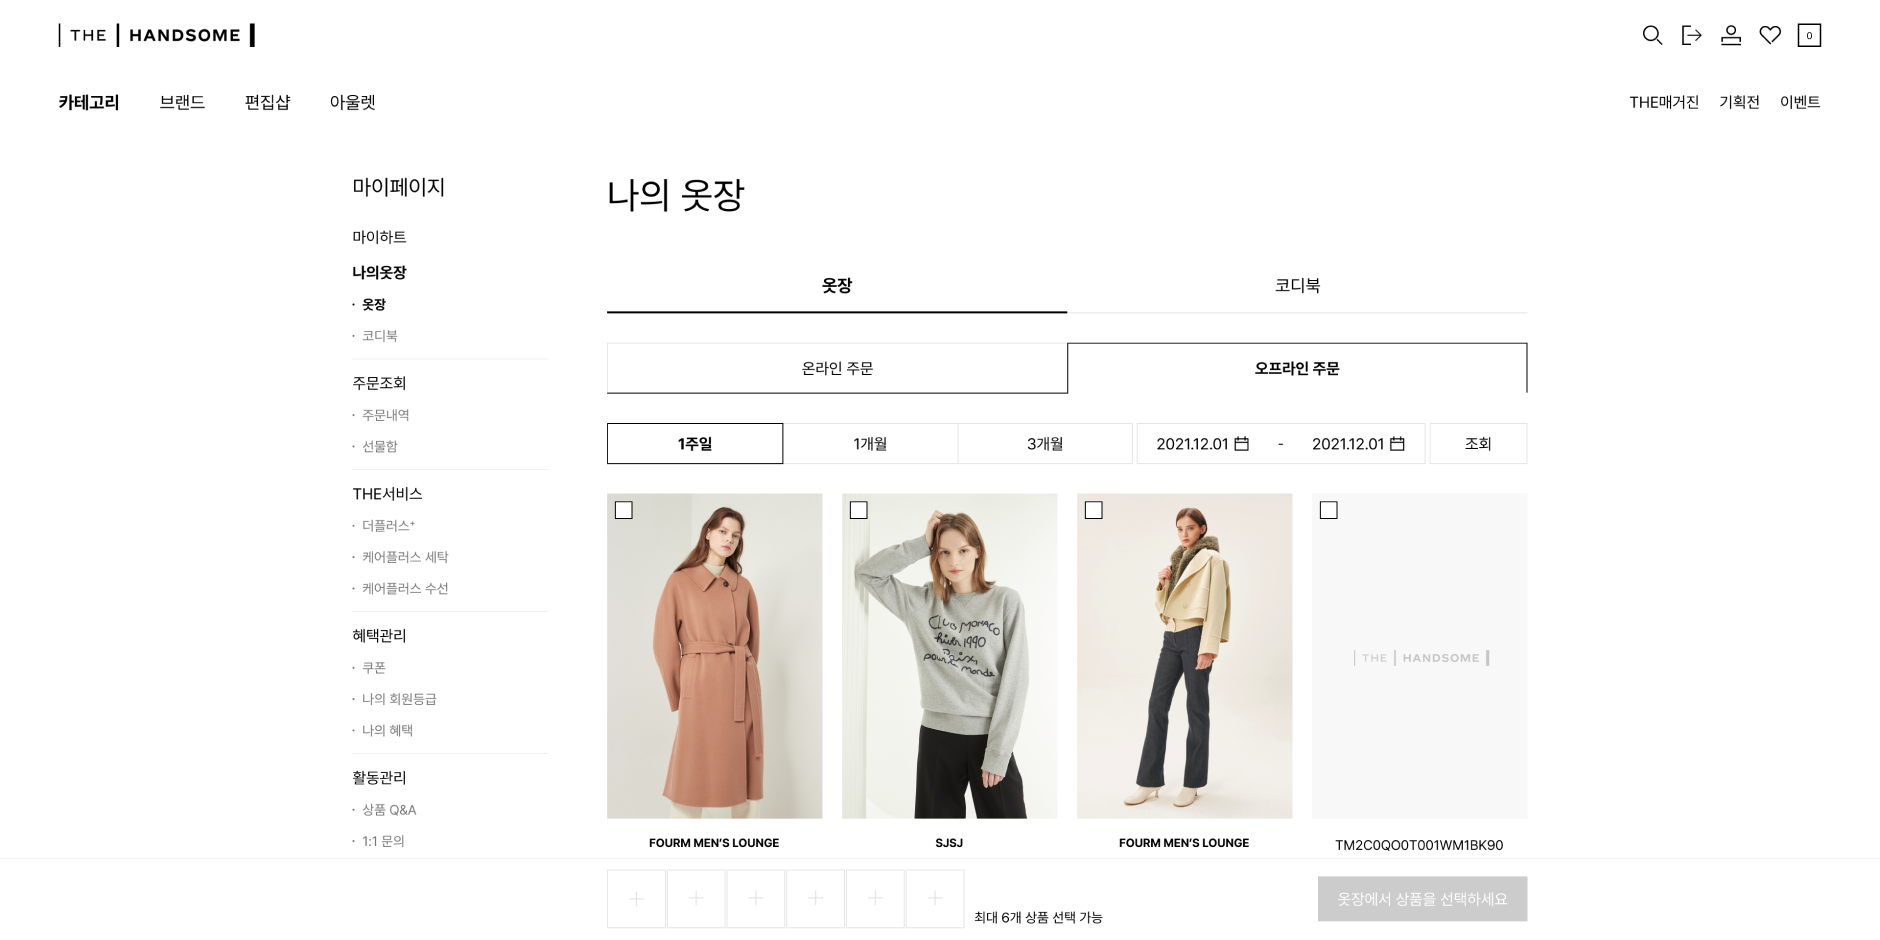 THE HANDSOME
0
카테고리 브랜드 편집샵 아울렛
THE매거진 기획전 이벤트
마이페이지
마이하트
나의옷장
· 옷장
· 코디북
주문조회
· 주문내역
· 선물함
THE서비스
· 더플러스⁺
· 케어플러스 세탁
· 케어플러스 수선
혜택관리
· 쿠폰
· 나의 회원등급
· 나의 혜택
활동관리
· 상품 Q&A
· 1:1 문의
나의 옷장
옷장 코디북
온라인 주문 오프라인 주문
1주일 1개월 3개월 2021.12.01 - 2021.12.01 조회
CLUB MONACO
hiver 1990
Paix
pour le monde
THE HANDSOME
FOURM MEN'S LOUNGE SJSJ FOURM MEN'S LOUNGE TM2C0QO0T001WM1BK90
최대 6개 상품 선택 가능
옷장에서 상품을 선택하세요